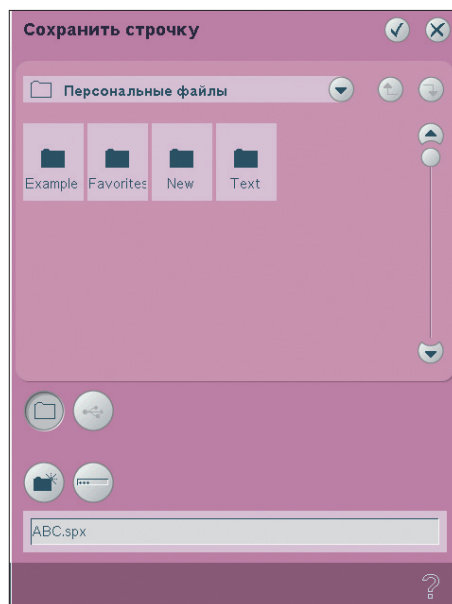 Сохранить строчку
Персональные файлы
Example Favorites New Text
ABC.spx
?